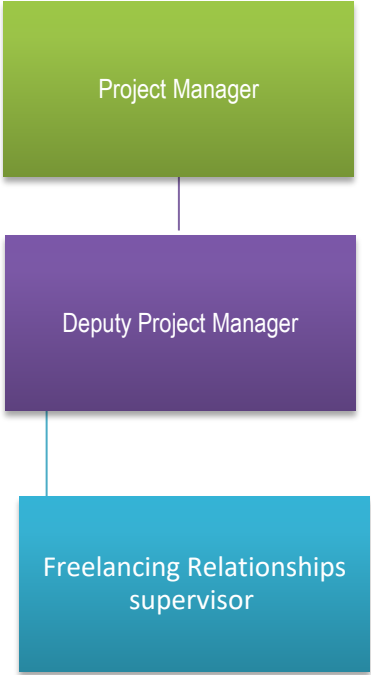 Project Manager
Deputy Project Manager
Freelancing Relationships
supervisor